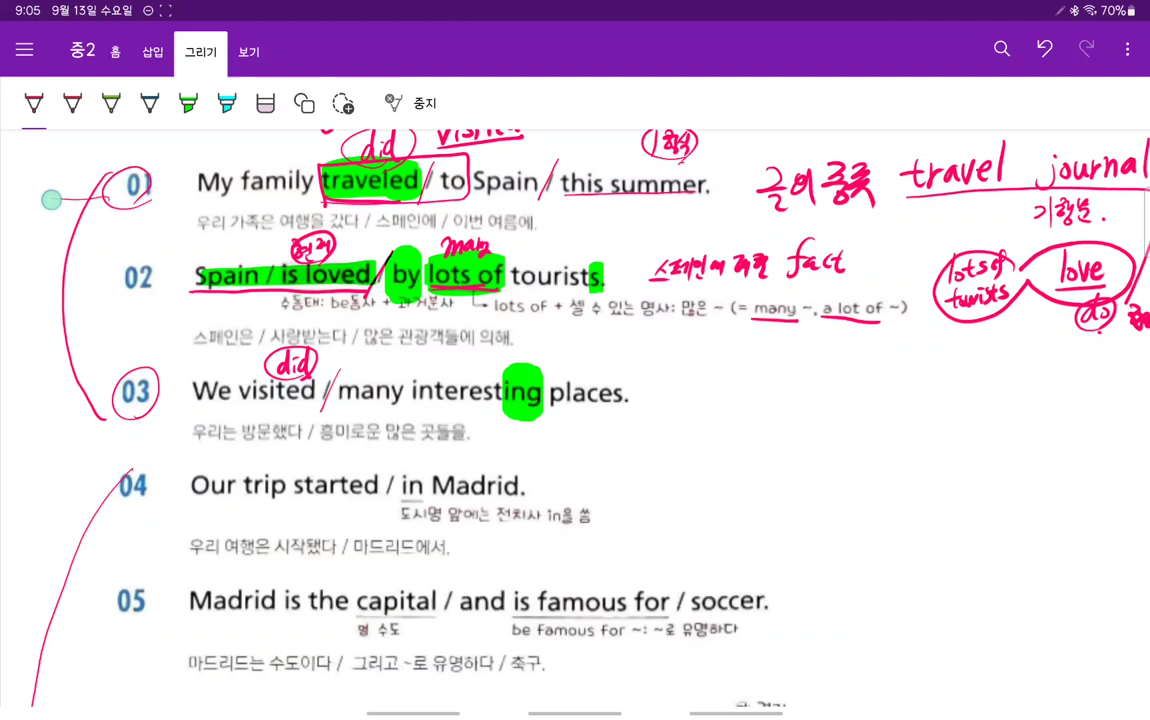 9:05 9월 13일 수요일 70%
중2 홈 삽입 그리기 보기
중지
did visited 1형식
01 My family traveled / to Spain / this summer.
글의 종류 travel journal
기행문.
우리 가족은 여행을 갔다 / 스페인에 / 이번 여름에.
현재 many
02 Spain / is loved / by lots of tourists.
스페인에 fact
lots of turists love
do
수동태: be동사 + 과거분사 lots of + 셀 수 있는 명사: 많은 ~ (= many ~, a lot of ~)
스페인은 / 사랑받는다 / 많은 관광객들에 의해.
did
03 We visited / many interesting places.
우리는 방문했다 / 흥미로운 많은 곳들을.
04 Our trip started / in Madrid.
도시명 앞에는 전치사 in을 씀
우리 여행은 시작됐다 / 마드리드에서.
05 Madrid is the capital / and is famous for / soccer.
명 수도 be famous for ~: ~로 유명하다
마드리드는 수도이다 / 그리고 ~로 유명하다 / 축구.